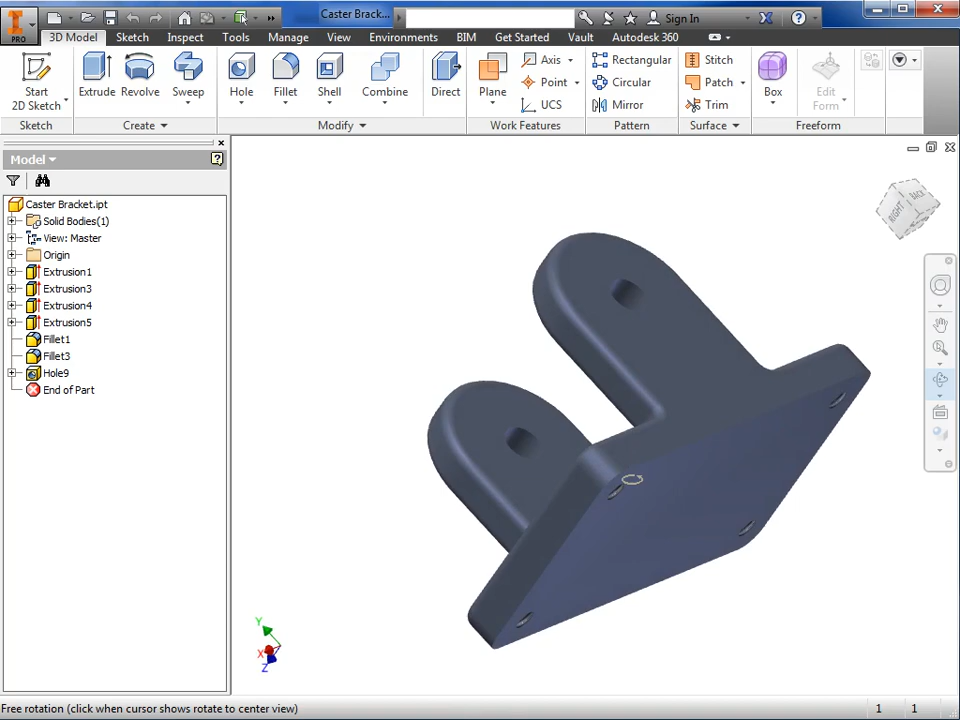 Caster Brack...
Sign In
PRO
3D Model Sketch Inspect Tools Manage View Environments BIM Get Started Vault Autodesk 360
Start
2D Sketch
Extrude
Revolve
Sweep
Hole
Fillet
Shell
Combine
Direct
Plane
Axis
Point
UCS
Rectangular
Circular
Mirror
Stitch
Patch
Trim
Box
Edit
Form
Sketch Create Modify Work Features Pattern Surface Freeform
Model
Caster Bracket.ipt
Solid Bodies(1)
View: Master
Origin
Extrusion1
Extrusion3
Extrusion4
Extrusion5
Fillet1
Fillet3
Hole9
End of Part
RIGHT
BACK
Y
X
Z
Free rotation (click when cursor shows rotate to center view)
1 1